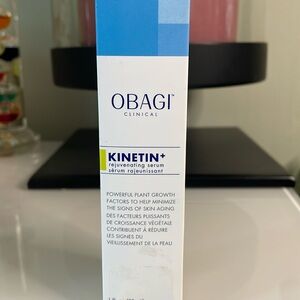 OBAGI
CLINICAL
KINETIN+
rejuvenating serum
sérum rajeunissant
POWERFUL PLANT GROWTH
FACTORS TO HELP MINIMIZE
THE SIGNS OF SKIN AGING
DES FACTEURS PUISSANTS
DE CROISSANCE VÉGÉTALE
CONTRIBUENT À RÉDUIRE
LES SIGNES DU
VIEILLISSEMENT DE LA PEAU